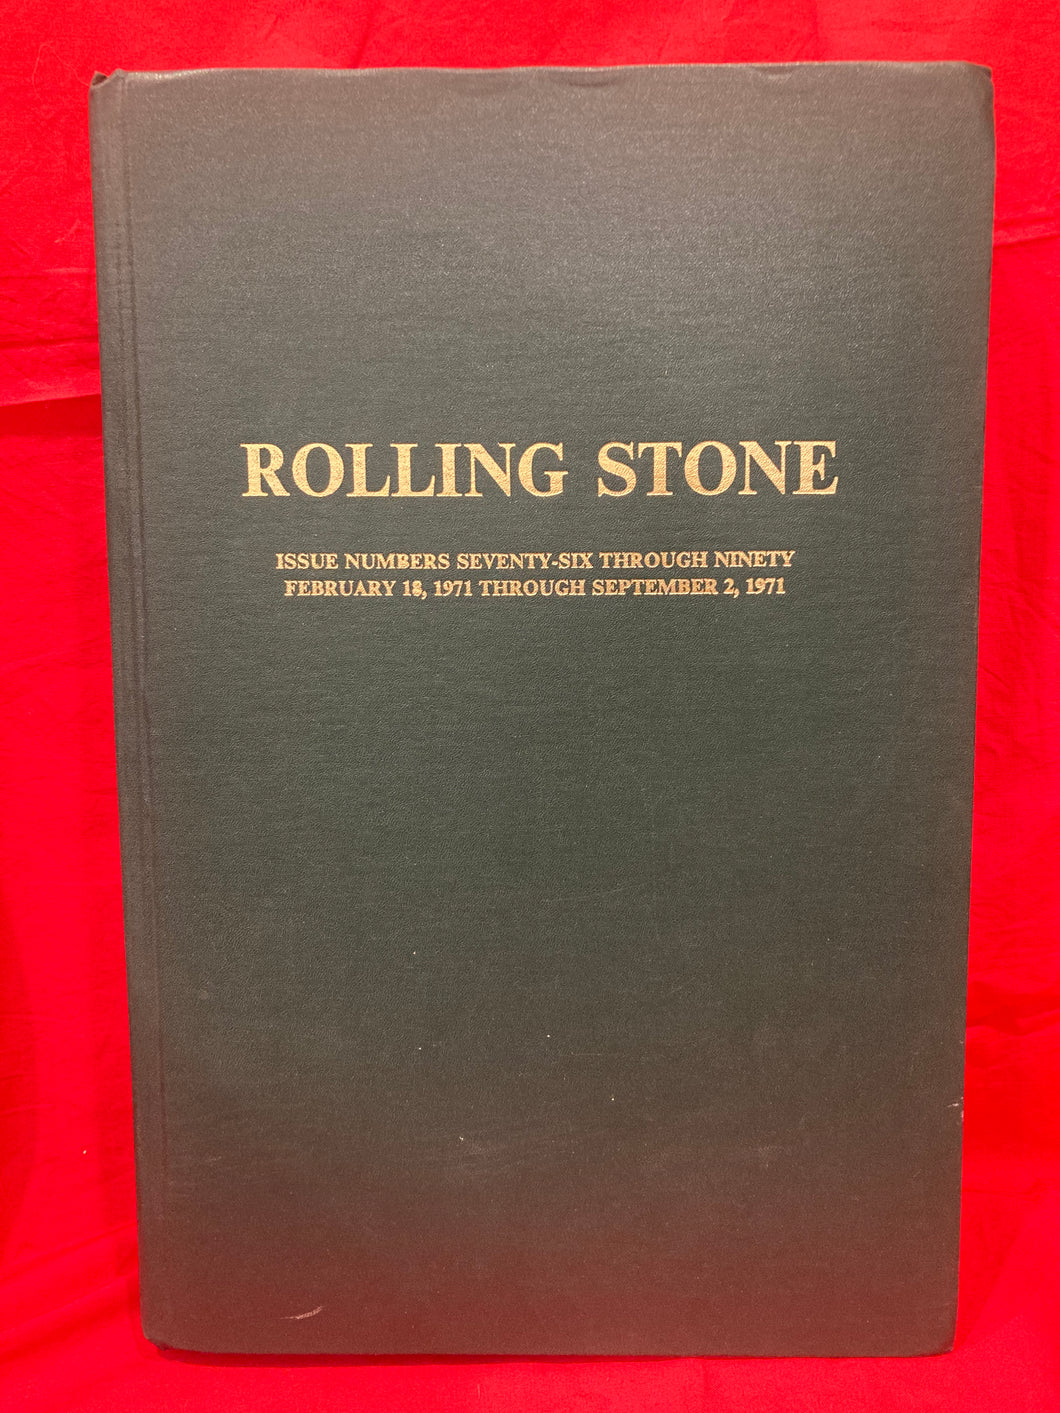 ROLLING STONE
ISSUE NUMBERS SEVENTY-SIX THROUGH NINETY
FEBRUARY 18, 1971 THROUGH SEPTEMBER 2, 1971